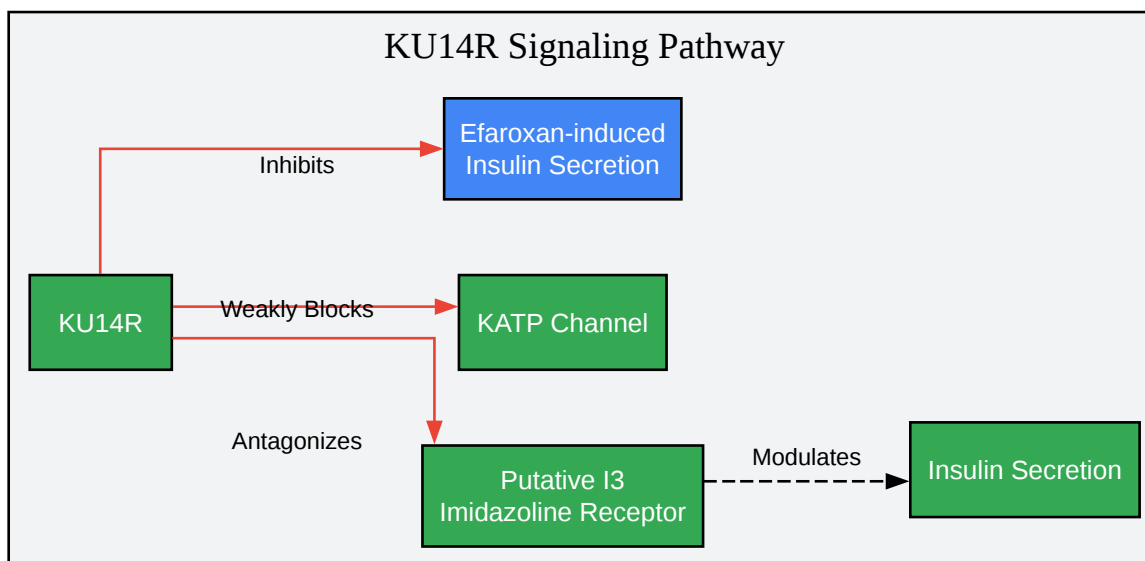 KU14R Signaling Pathway
Efaroxan-induced
Insulin Secretion
Inhibits
KU14R
Weakly Blocks
KATP Channel
Antagonizes
Putative I3
Imidazoline Receptor
Modulates
Insulin Secretion